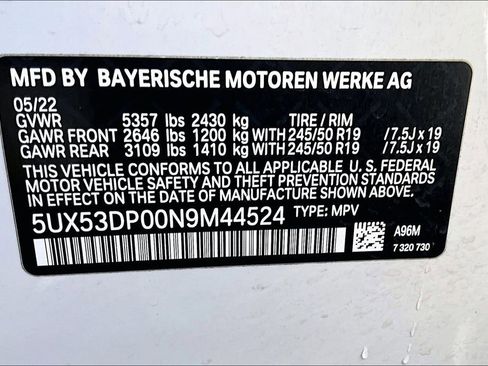 MFD BY BAYERISCHE MOTOREN WERKE AG
05/22
GVWR 5357 lbs 2430 kg TIRE / RIM
GAWR FRONT 2646 lbs 1200 kg WITH 245/50 R19 / 7.5J x 19
GAWR REAR 3109 lbs 1410 kg WITH 245/50 R19 / 7.5J x 19
THIS VEHICLE CONFORMS TO ALL APPLICABLE U. S. FEDERAL
MOTOR VEHICLE SAFETY AND THEFT PREVENTION STANDARDS
IN EFFECT ON THE DATE OF MANUFACTURE SHOWN ABOVE.
5UX53DP00N9M44524 TYPE: MPV
A96M
7 320 730